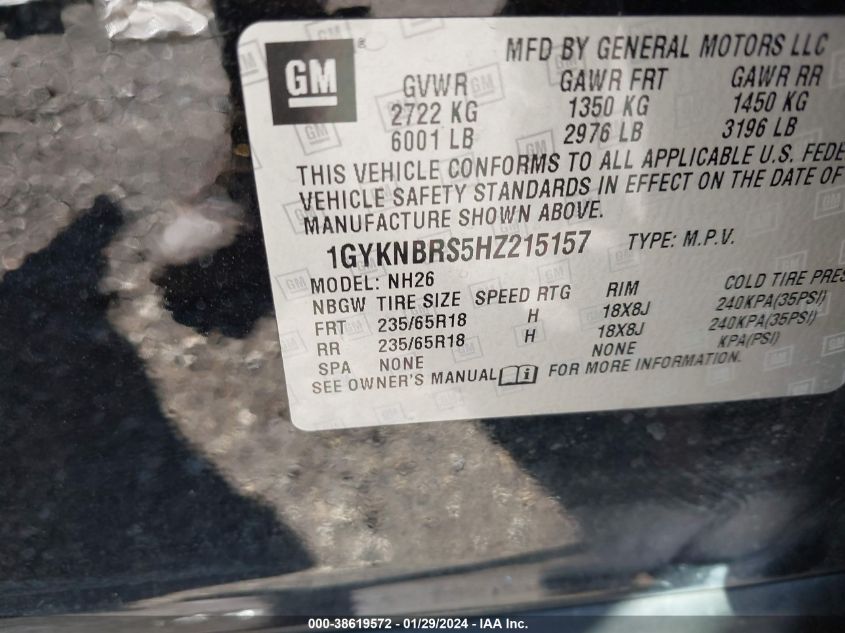 GM
MFD BY GENERAL MOTORS LLC
GVWR GAWR FRT GAWR RR
2722 KG 1350 KG 1450 KG
6001 LB 2976 LB 3196 LB
THIS VEHICLE CONFORMS TO ALL APPLICABLE U.S. FEDE
VEHICLE SAFETY STANDARDS IN EFFECT ON THE DATE OF
MANUFACTURE SHOWN ABOVE.
1GYKNBRS5HZ215157 TYPE: M.P.V.
MODEL: NH26
NBGW TIRE SIZE SPEED RTG RIM COLD TIRE PRES
FRT 235/65R18 H 18X8J 240KPA(35PSI)
RR 235/65R18 H 18X8J 240KPA(35PSI)
SPA NONE NONE KPA(PSI)
SEE OWNER'S MANUAL FOR MORE INFORMATION.
000-38619572 — 01/29/2024 — IAA Inc.